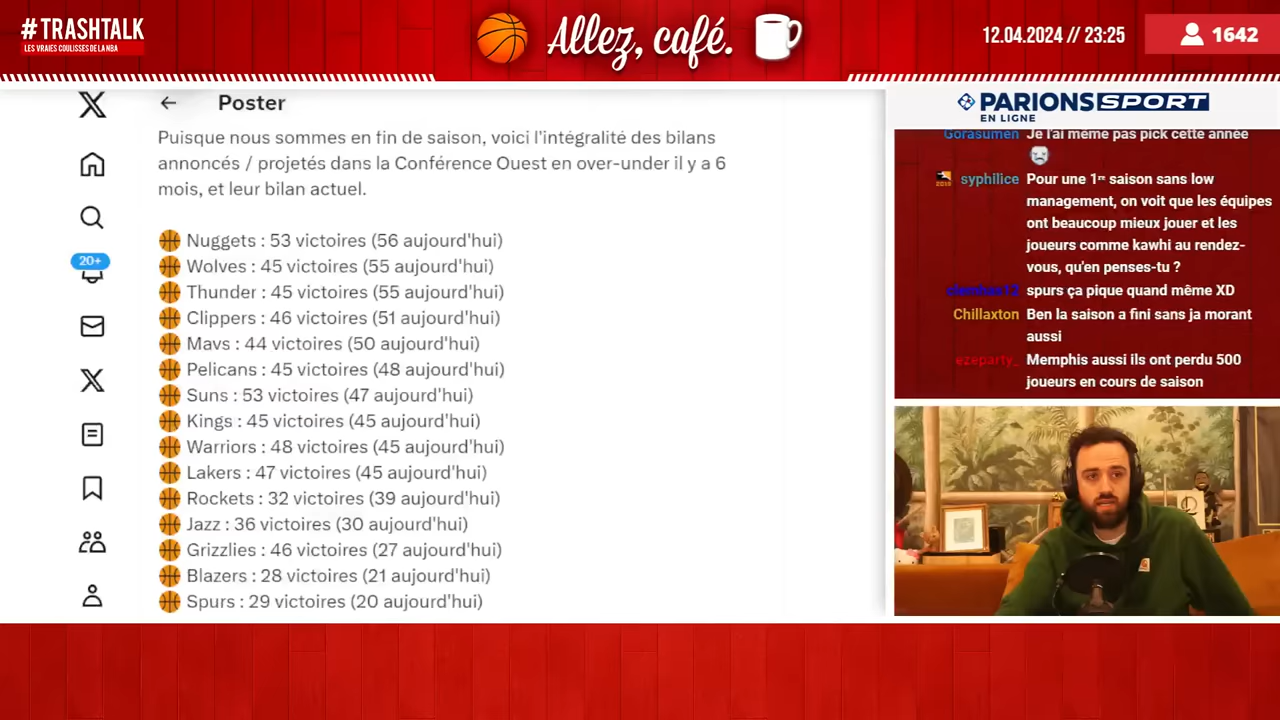 #TRASHTALK
LES VRAIES COULISSES DE LA NBA
Allez, café.
12.04.2024 // 23:25
1642
Poster
Puisque nous sommes en fin de saison, voici l'intégralité des bilans
annoncés / projetés dans la Conférence Ouest en over-under il y a 6
mois, et leur bilan actuel.
20+
Nuggets : 53 victoires (56 aujourd'hui)
Wolves : 45 victoires (55 aujourd'hui)
Thunder : 45 victoires (55 aujourd'hui)
Clippers : 46 victoires (51 aujourd'hui)
Mavs : 44 victoires (50 aujourd'hui)
Pelicans : 45 victoires (48 aujourd'hui)
Suns : 53 victoires (47 aujourd'hui)
Kings : 45 victoires (45 aujourd'hui)
Warriors : 48 victoires (45 aujourd'hui)
Lakers : 47 victoires (45 aujourd'hui)
Rockets : 32 victoires (39 aujourd'hui)
Jazz : 36 victoires (30 aujourd'hui)
Grizzlies : 46 victoires (27 aujourd'hui)
Blazers : 28 victoires (21 aujourd'hui)
Spurs : 29 victoires (20 aujourd'hui)
PARIONS SPORT
EN LIGNE
Gorasumen Je l'ai même pas pick cette année
syphilice Pour une 1re saison sans low
management, on voit que les équipes
ont beaucoup mieux jouer et les
joueurs comme kawhi au rendez-
vous, qu'en penses-tu ?
spurs ça pique quand même XD
Chillaxton Ben la saison a fini sans ja morant
aussi
ezeparty_ Memphis aussi ils ont perdu 500
joueurs en cours de saison